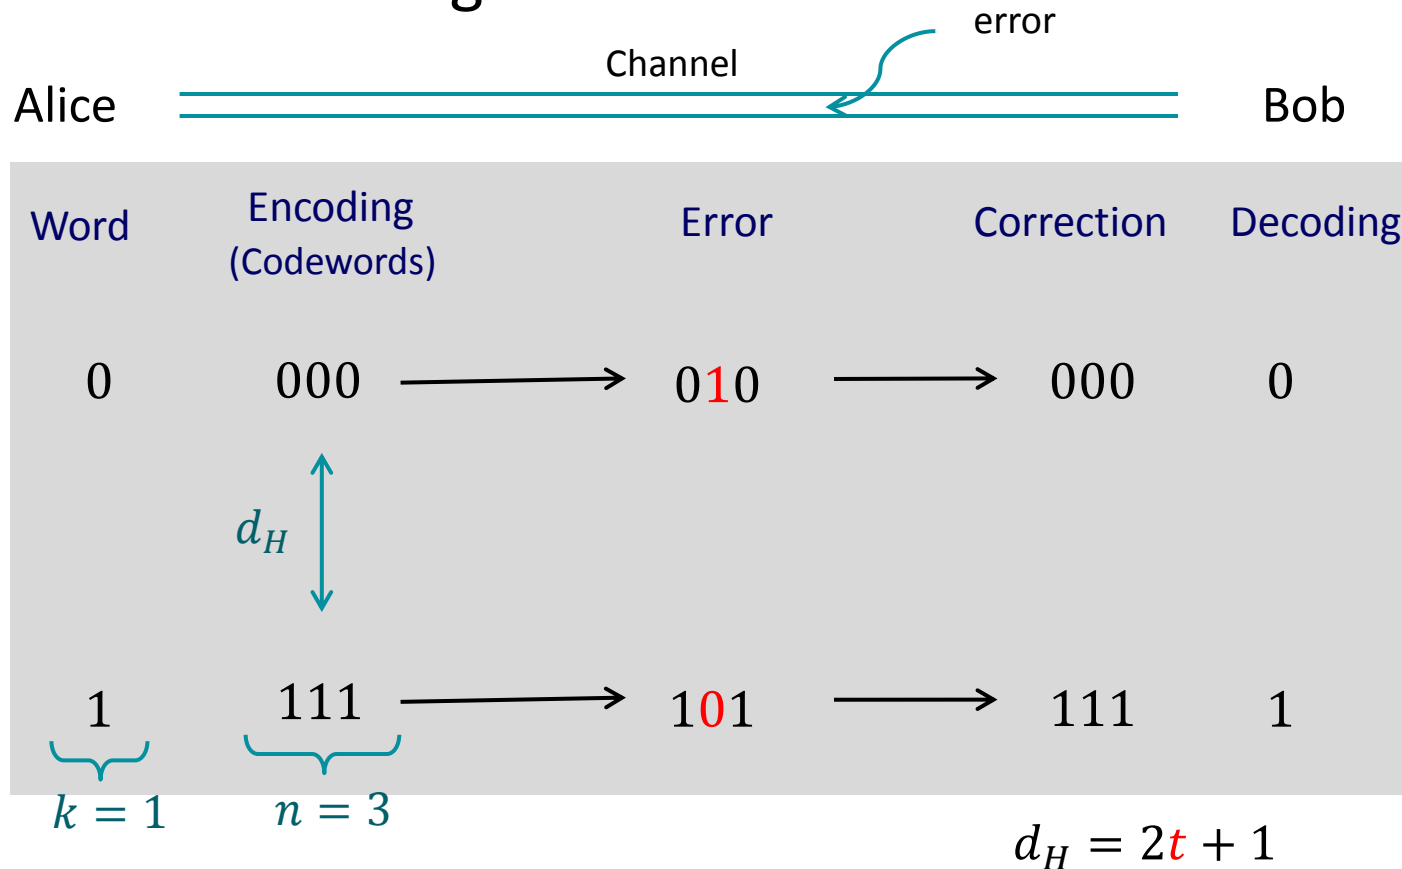 error
Channel
Alice Bob
Word Encoding Error Correction Decoding
(Codewords)
0 000 010 000 0
d_H
1 111 101 111 1
k = 1 n = 3
d_H = 2t + 1